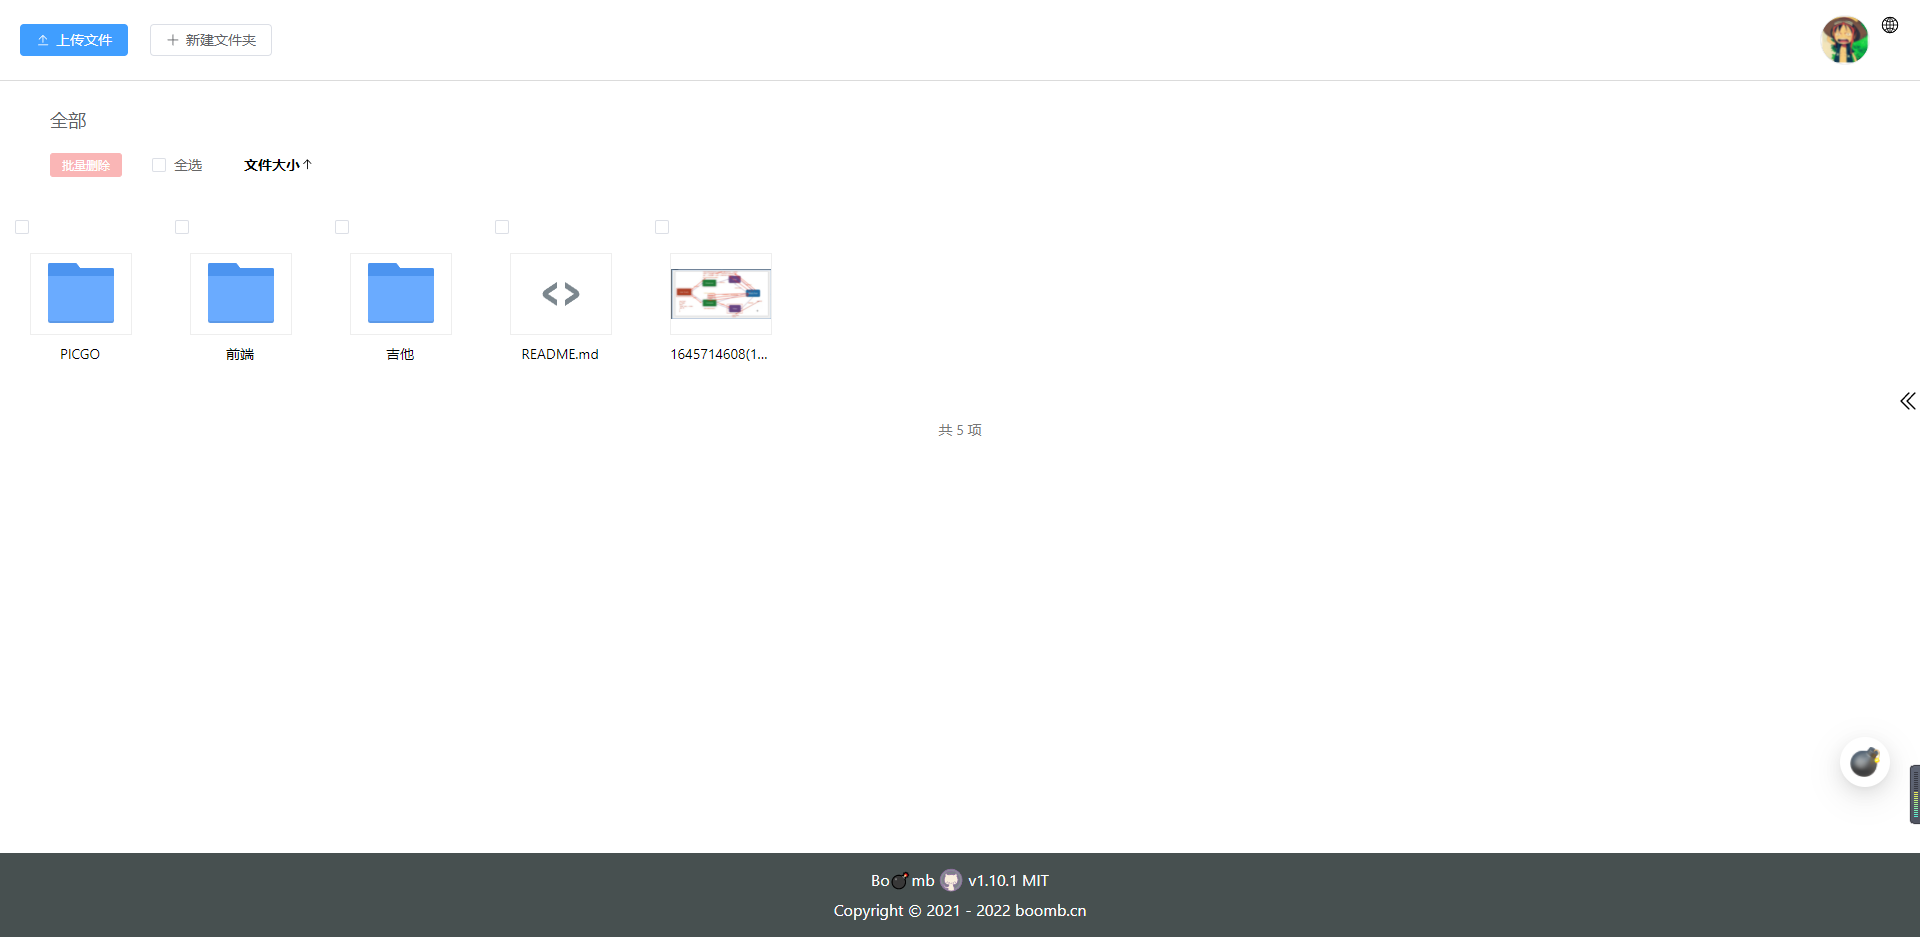 上传文件
新建文件夹
全部
批量删除
全选
文件大小↑
PICGO
前端
吉他
README.md
1645714608(1...
共 5 项
Bo mb v1.10.1 MIT
Copyright © 2021 - 2022 boomb.cn